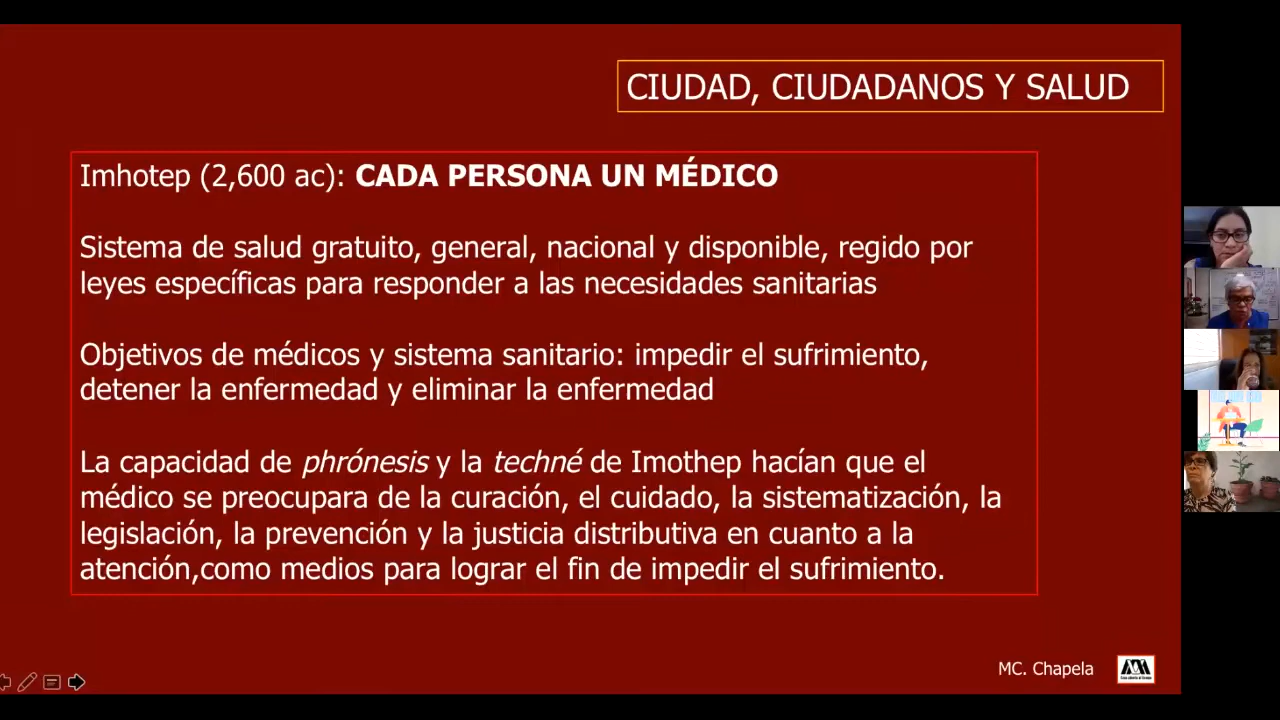 CIUDAD, CIUDADANOS Y SALUD
Imhotep (2,600 ac): CADA PERSONA UN MÉDICO
Sistema de salud gratuito, general, nacional y disponible, regido por
leyes específicas para responder a las necesidades sanitarias
Objetivos de médicos y sistema sanitario: impedir el sufrimiento,
detener la enfermedad y eliminar la enfermedad
La capacidad de phrónesis y la techné de Imothep hacían que el
médico se preocupara de la curación, el cuidado, la sistematización, la
legislación, la prevención y la justicia distributiva en cuanto a la
atención,como medios para lograr el fin de impedir el sufrimiento.
MC. Chapela